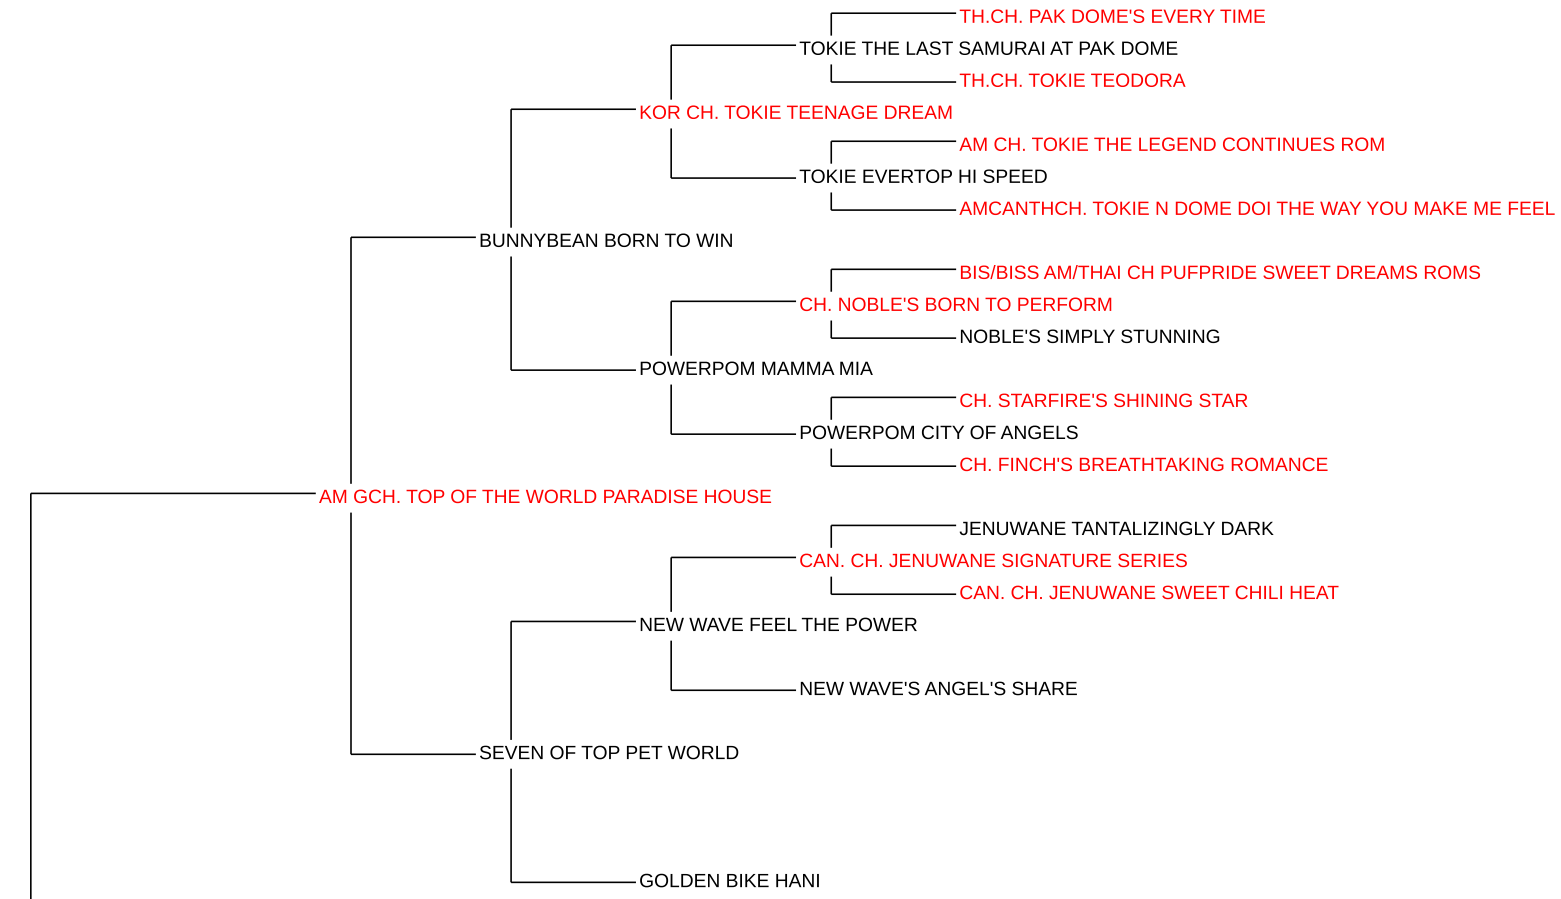 TH.CH. PAK DOME'S EVERY TIME
TOKIE THE LAST SAMURAI AT PAK DOME
TH.CH. TOKIE TEODORA
KOR CH. TOKIE TEENAGE DREAM
AM CH. TOKIE THE LEGEND CONTINUES ROM
TOKIE EVERTOP HI SPEED
AMCANTHCH. TOKIE N DOME DOI THE WAY YOU MAKE ME FEEL
BUNNYBEAN BORN TO WIN
BIS/BISS AM/THAI CH PUFPRIDE SWEET DREAMS ROMS
CH. NOBLE'S BORN TO PERFORM
NOBLE'S SIMPLY STUNNING
POWERPOM MAMMA MIA
CH. STARFIRE'S SHINING STAR
POWERPOM CITY OF ANGELS
CH. FINCH'S BREATHTAKING ROMANCE
AM GCH. TOP OF THE WORLD PARADISE HOUSE
JENUWANE TANTALIZINGLY DARK
CAN. CH. JENUWANE SIGNATURE SERIES
CAN. CH. JENUWANE SWEET CHILI HEAT
NEW WAVE FEEL THE POWER
NEW WAVE'S ANGEL'S SHARE
SEVEN OF TOP PET WORLD
GOLDEN BIKE HANI